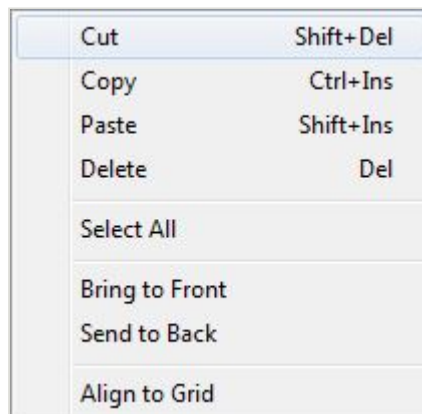 Cut Shift+Del
Copy Ctrl+Ins
Paste Shift+Ins
Delete Del
Select All
Bring to Front
Send to Back
Align to Grid